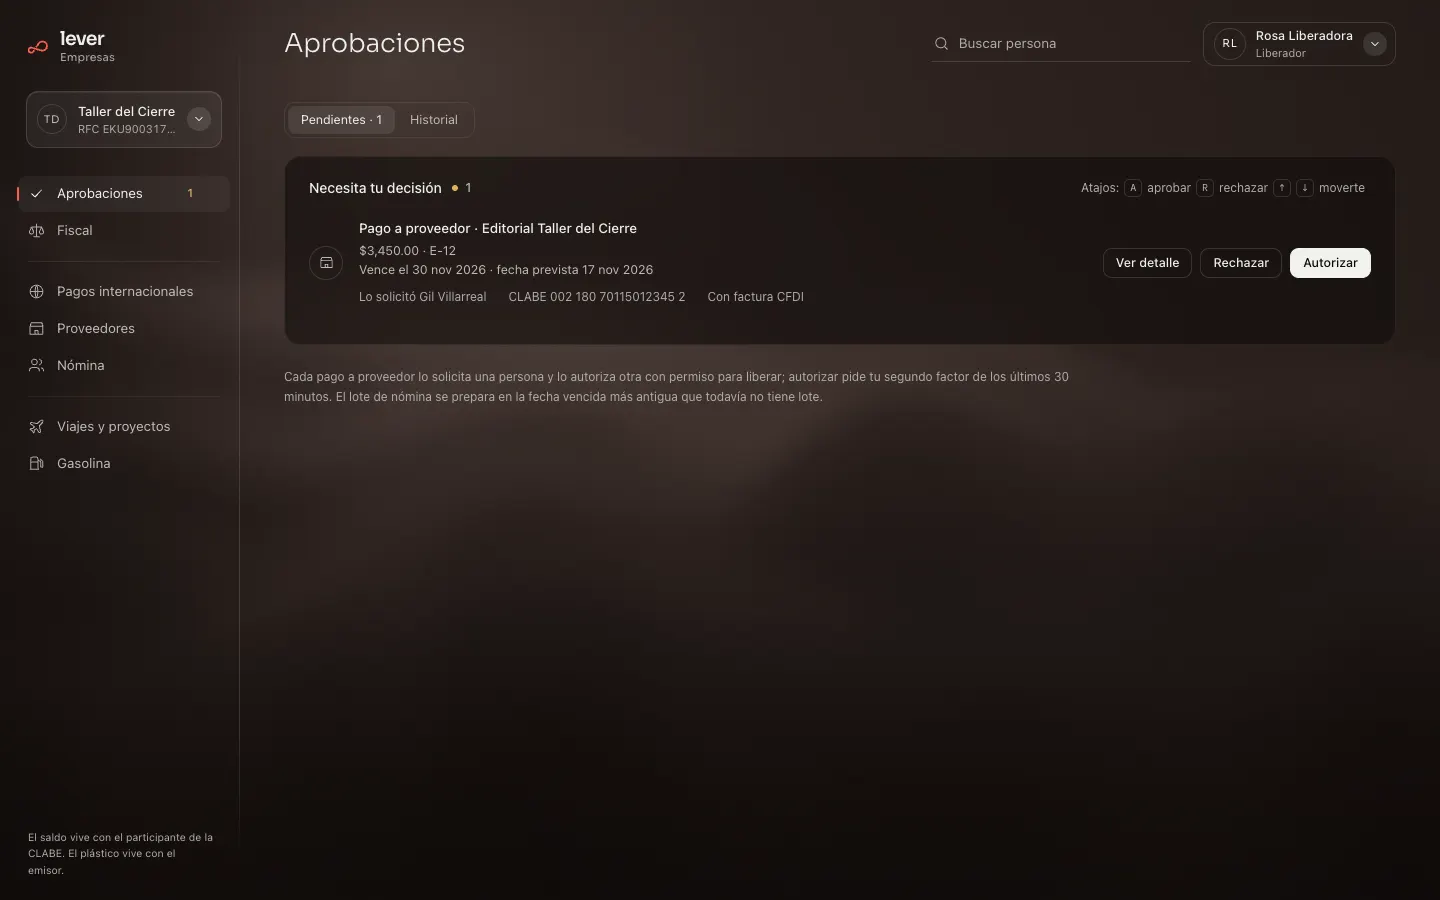 lever
Empresas
TD
Taller del Cierre
RFC EKU900317...
Aprobaciones 1
Fiscal
Pagos internacionales
Proveedores
Nómina
Viajes y proyectos
Gasolina
El saldo vive con el participante de la
CLABE. El plástico vive con el
emisor.
Aprobaciones
Buscar persona
RL
Rosa Liberadora
Liberador
Pendientes · 1 Historial
Necesita tu decisión 1
Atajos: A aprobar R rechazar ↑ ↓ moverte
Pago a proveedor · Editorial Taller del Cierre
$3,450.00 · E-12
Vence el 30 nov 2026 · fecha prevista 17 nov 2026
Lo solicitó Gil Villarreal CLABE 002 180 70115012345 2 Con factura CFDI
Ver detalle Rechazar Autorizar
Cada pago a proveedor lo solicita una persona y lo autoriza otra con permiso para liberar; autorizar pide tu segundo factor de los últimos 30
minutos. El lote de nómina se prepara en la fecha vencida más antigua que todavía no tiene lote.